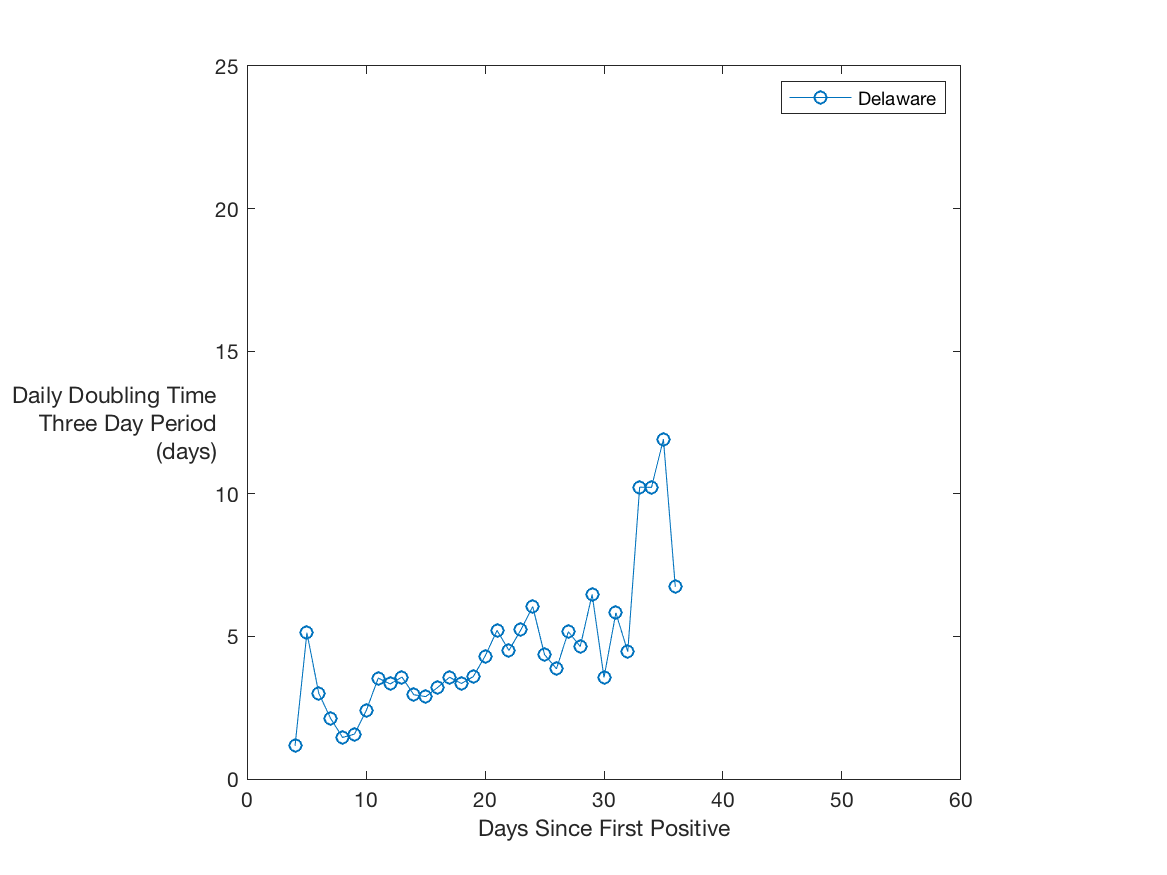 25
Delaware
20
15
Daily Doubling Time
Three Day Period
(days)
10
5
0
0 10 20 30 40 50 60
Days Since First Positive